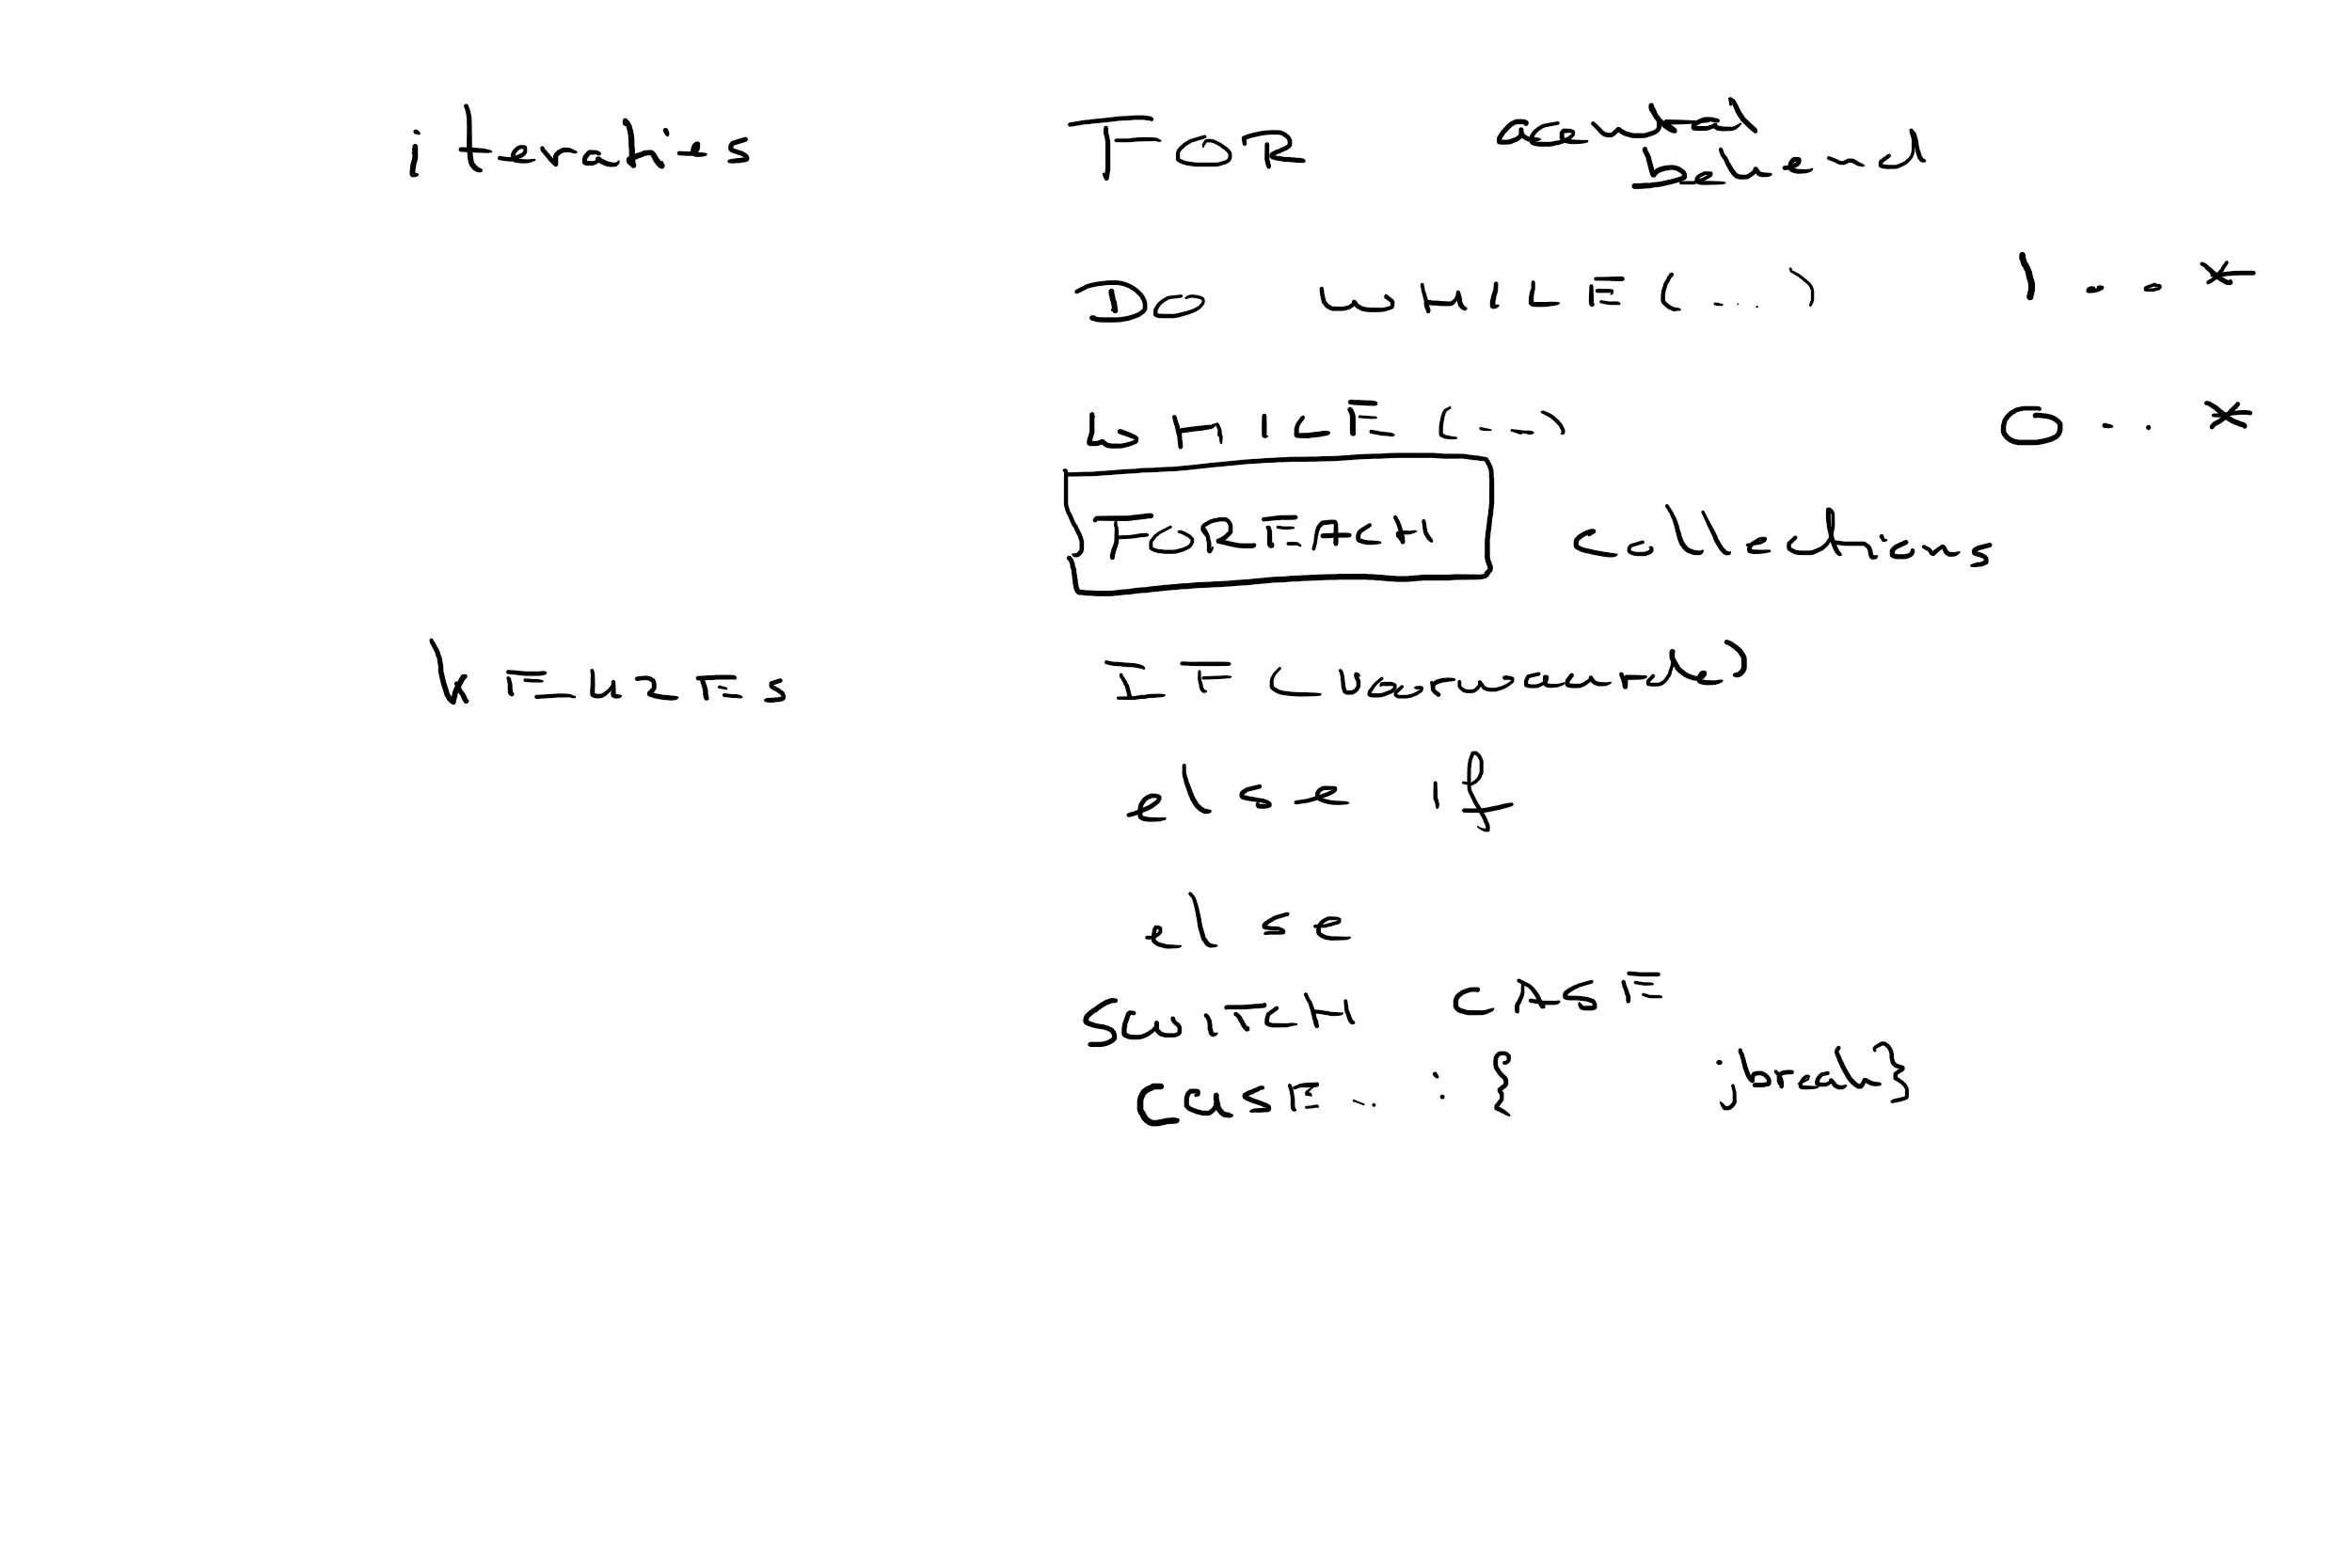 iteraties FOR aantal
bekend
DO WHILE(...) 1..*
WHILE(...) 0..*
FOREACH collections
KEUZEs IF (voorwaarde)
else if
else
SWITCH CASE
CASE .. : { ;break}